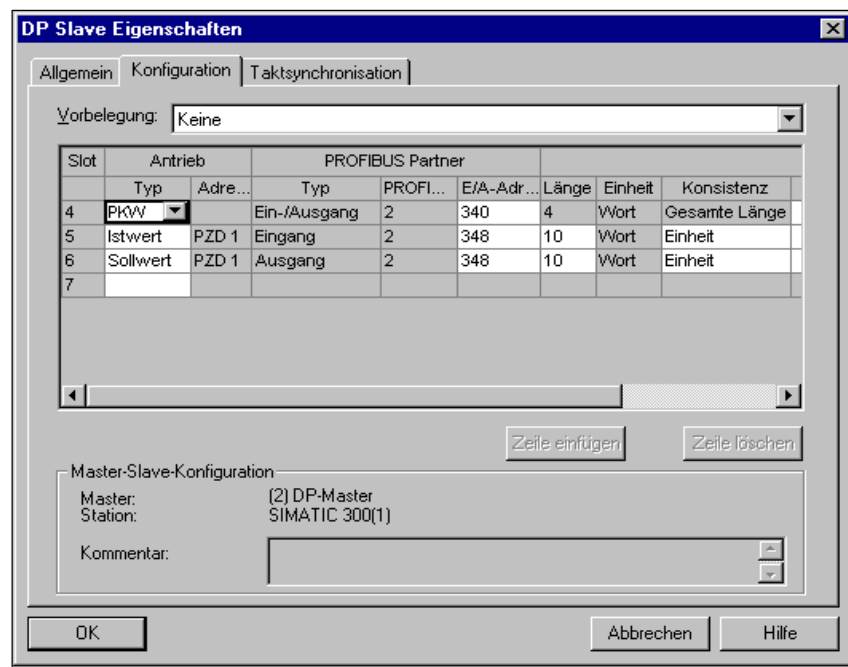 DP Slave Eigenschaften
Allgemein Konfiguration Taktsynchronisation
Vorbelegung: Keine
Slot Antrieb PROFIBUS Partner
Typ Adre... Typ PROFI... E/A-Adr... Länge Einheit Konsistenz
4 PKW Ein-/Ausgang 2 340 4 Wort Gesamte Länge
5 Istwert PZD 1 Eingang 2 348 10 Wort Einheit
6 Sollwert PZD 1 Ausgang 2 348 10 Wort Einheit
7
Zeile einfügen Zeile löschen
Master-Slave-Konfiguration
Master: (2) DP-Master
Station: SIMATIC 300(1)
Kommentar:
OK Abbrechen Hilfe